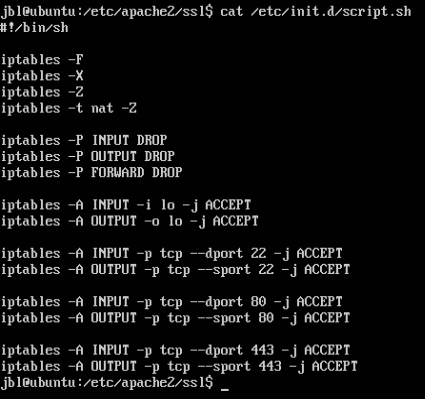 jbl@ubuntu:/etc/apache2/ssl$ cat /etc/init.d/script.sh
#!/bin/sh
iptables -F
iptables -X
iptables -Z
iptables -t nat -Z
iptables -P INPUT DROP
iptables -P OUTPUT DROP
iptables -P FORWARD DROP
iptables -A INPUT -i lo -j ACCEPT
iptables -A OUTPUT -o lo -j ACCEPT
iptables -A INPUT -p tcp --dport 22 -j ACCEPT
iptables -A OUTPUT -p tcp --sport 22 -j ACCEPT
iptables -A INPUT -p tcp --dport 80 -j ACCEPT
iptables -A OUTPUT -p tcp --sport 80 -j ACCEPT
iptables -A INPUT -p tcp --dport 443 -j ACCEPT
iptables -A OUTPUT -p tcp --sport 443 -j ACCEPT
jbl@ubuntu:/etc/apache2/ssl$ _